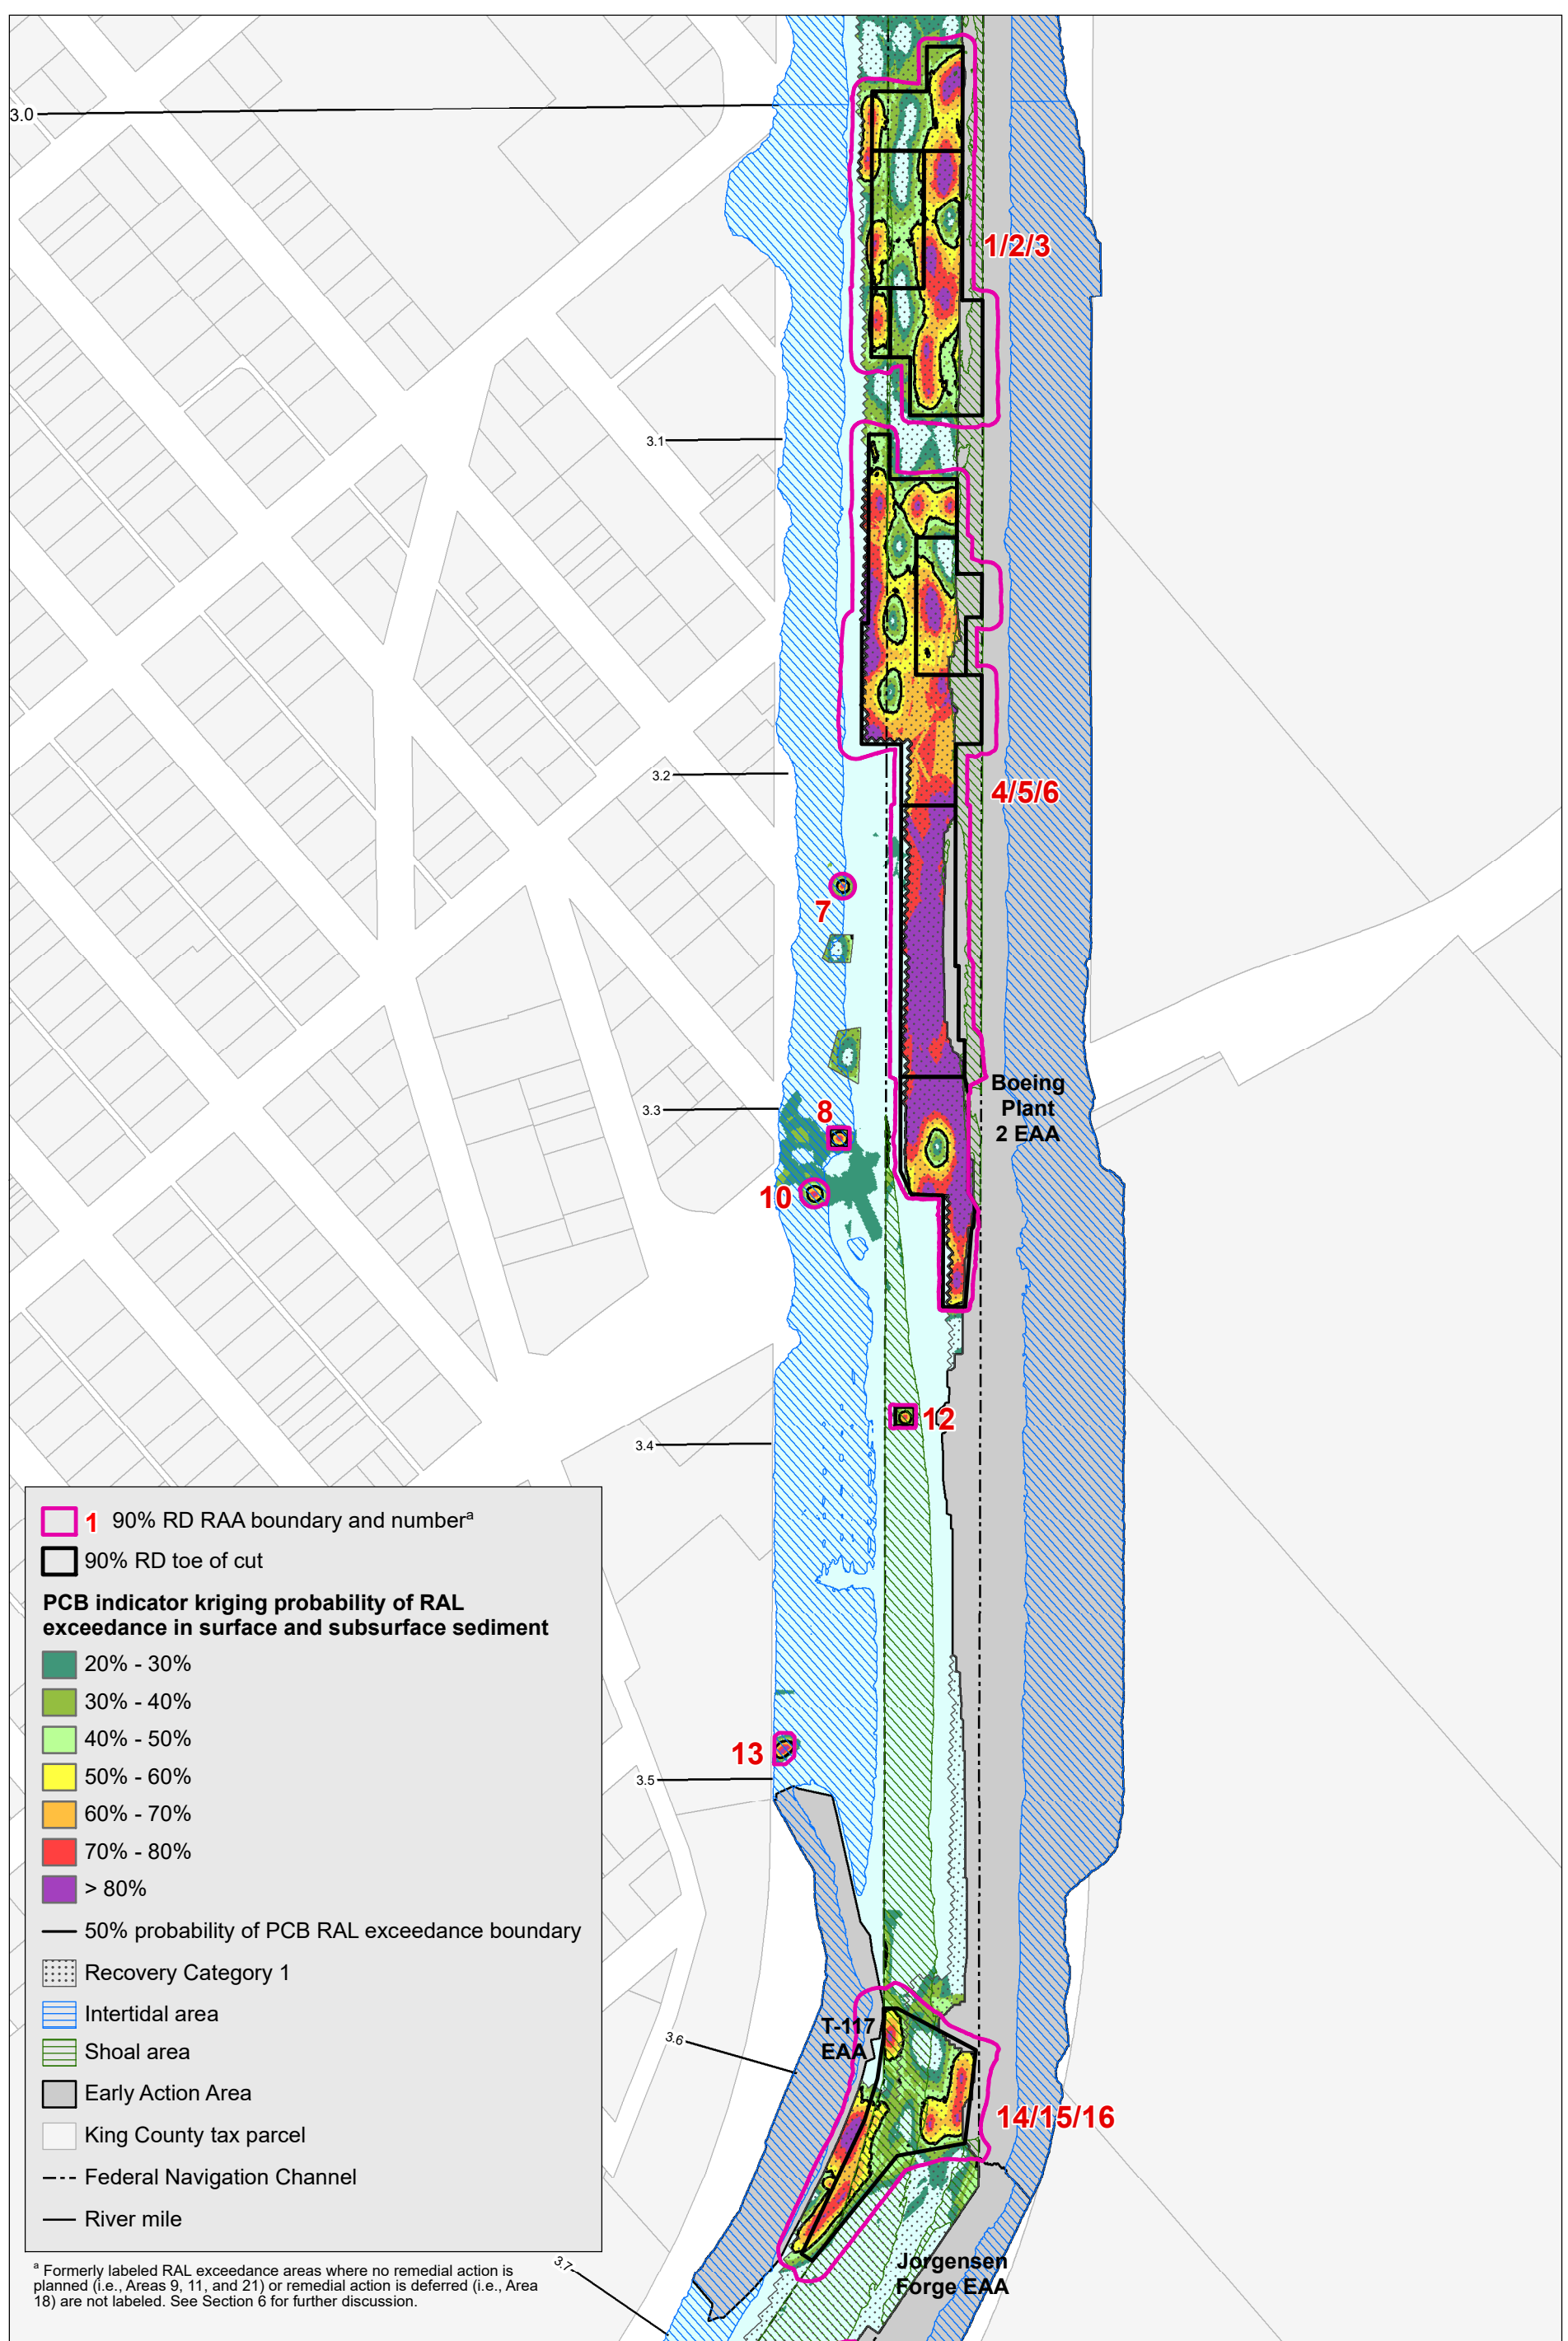 3.0
1/2/3
3.1
3.2
4/5/6
7
Boeing
Plant
2 EAA
3.3
8
10
12
3.4
1 90% RD RAA boundary and numberᵃ
90% RD toe of cut
PCB indicator kriging probability of RAL
exceedance in surface and subsurface sediment
20% - 30%
30% - 40%
40% - 50%
50% - 60%
60% - 70%
70% - 80%
> 80%
50% probability of PCB RAL exceedance boundary
Recovery Category 1
Intertidal area
Shoal area
Early Action Area
King County tax parcel
Federal Navigation Channel
River mile
13
3.5
T-117
EAA
3.6
14/15/16
3.7
Jorgensen
Forge EAA
ᵃ Formerly labeled RAL exceedance areas where no remedial action is
planned (i.e., Areas 9, 11, and 21) or remedial action is deferred (i.e., Area
18) are not labeled. See Section 6 for further discussion.